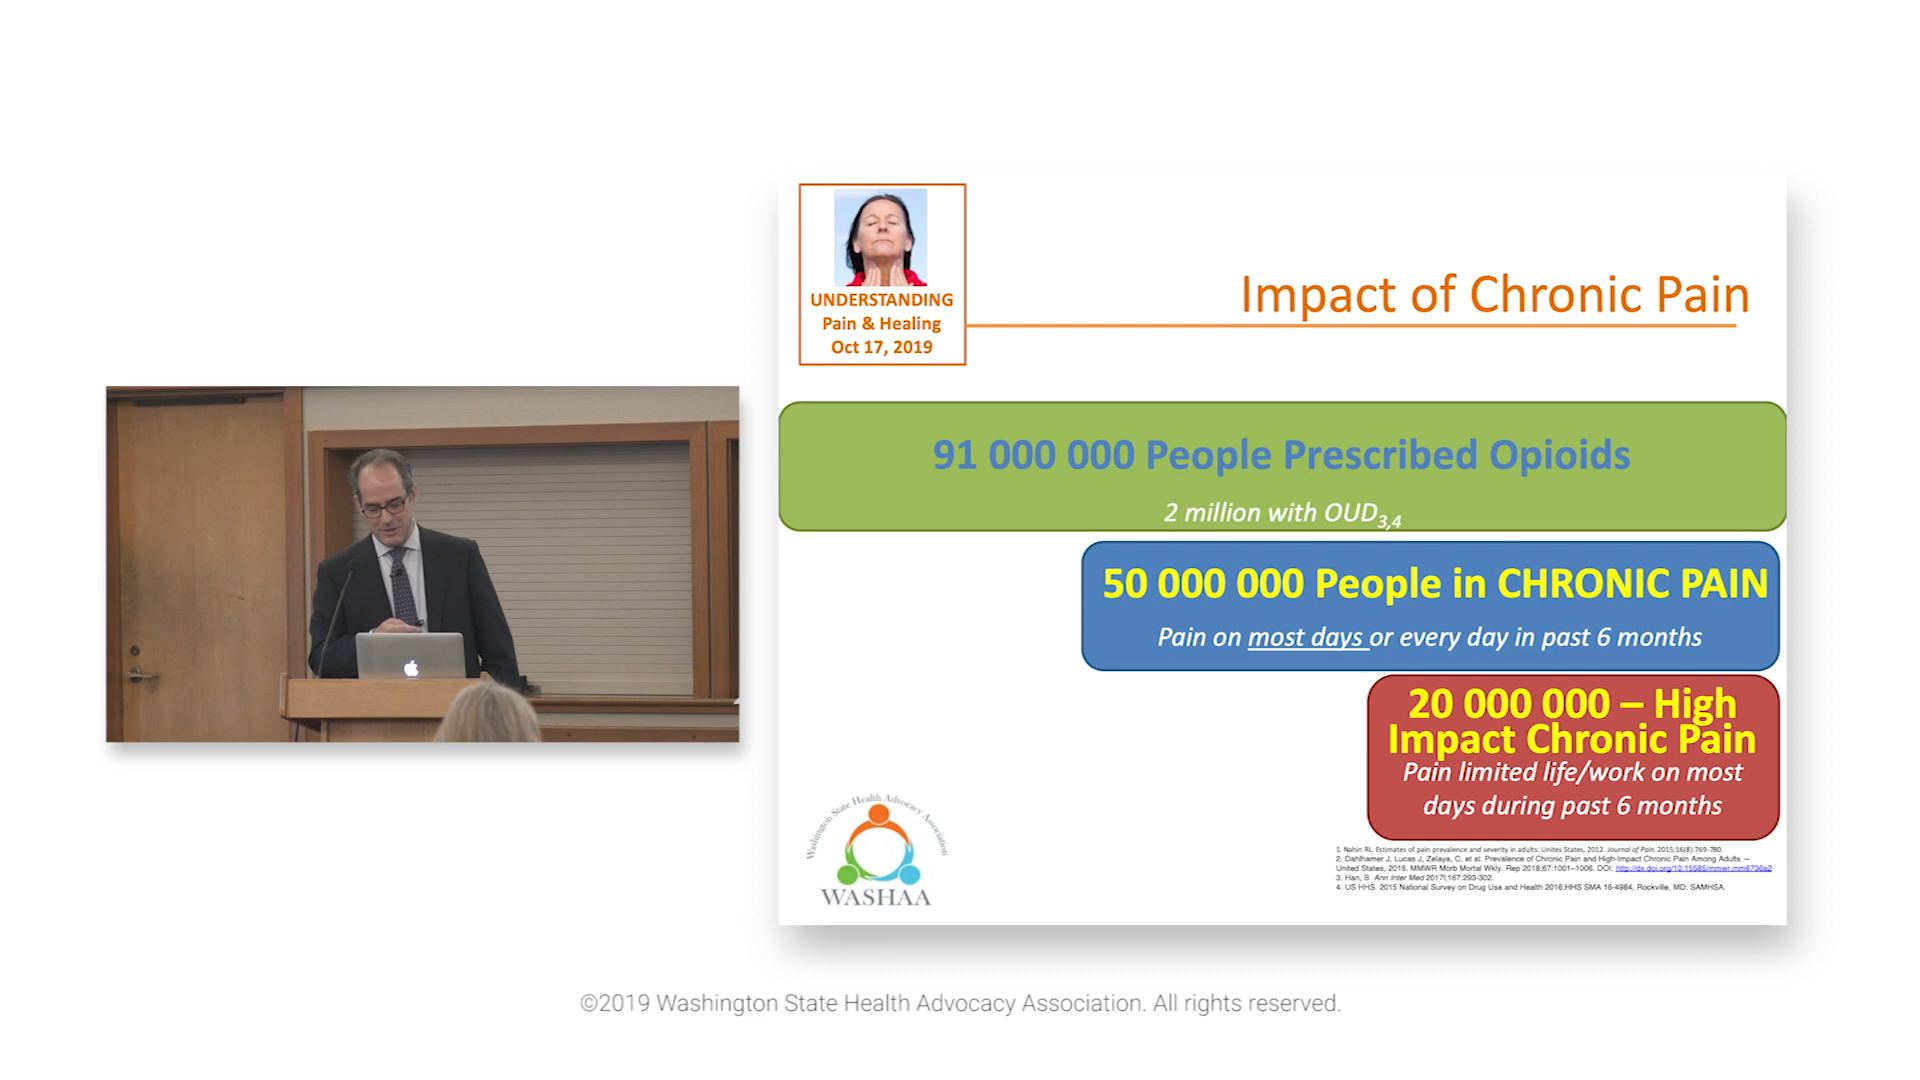 UNDERSTANDING
Pain & Healing
Oct 17, 2019
Impact of Chronic Pain
91 000 000 People Prescribed Opioids
2 million with OUD3,4
50 000 000 People in CHRONIC PAIN
Pain on most days or every day in past 6 months
20 000 000 – High
Impact Chronic Pain
Pain limited life/work on most
days during past 6 months
1. Nahin RL. Estimates of pain prevalence and severity in adults: Unites States, 2012. Journal of Pain. 2015;16(8):769-780.
2. Dahlhamer J, Lucas J, Zelaya, C, et al. Prevalence of Chronic Pain and High-Impact Chronic Pain Among Adults —
United States, 2016. MMWR Morb Mortal Wkly. Rep 2018;67:1001–1006. DOI: http://dx.doi.org/10.15585/mmwr.mm6736a2
3. Han, B. Ann Inter Med 2017l;167:293-302.
4. US HHS. 2015 National Survey on Drug Use and Health 2016;HHS SMA 16-4984, Rockville, MD: SAMHSA.
Washington State Health Advocacy Association
WASHAA
©2019 Washington State Health Advocacy Association. All rights reserved.